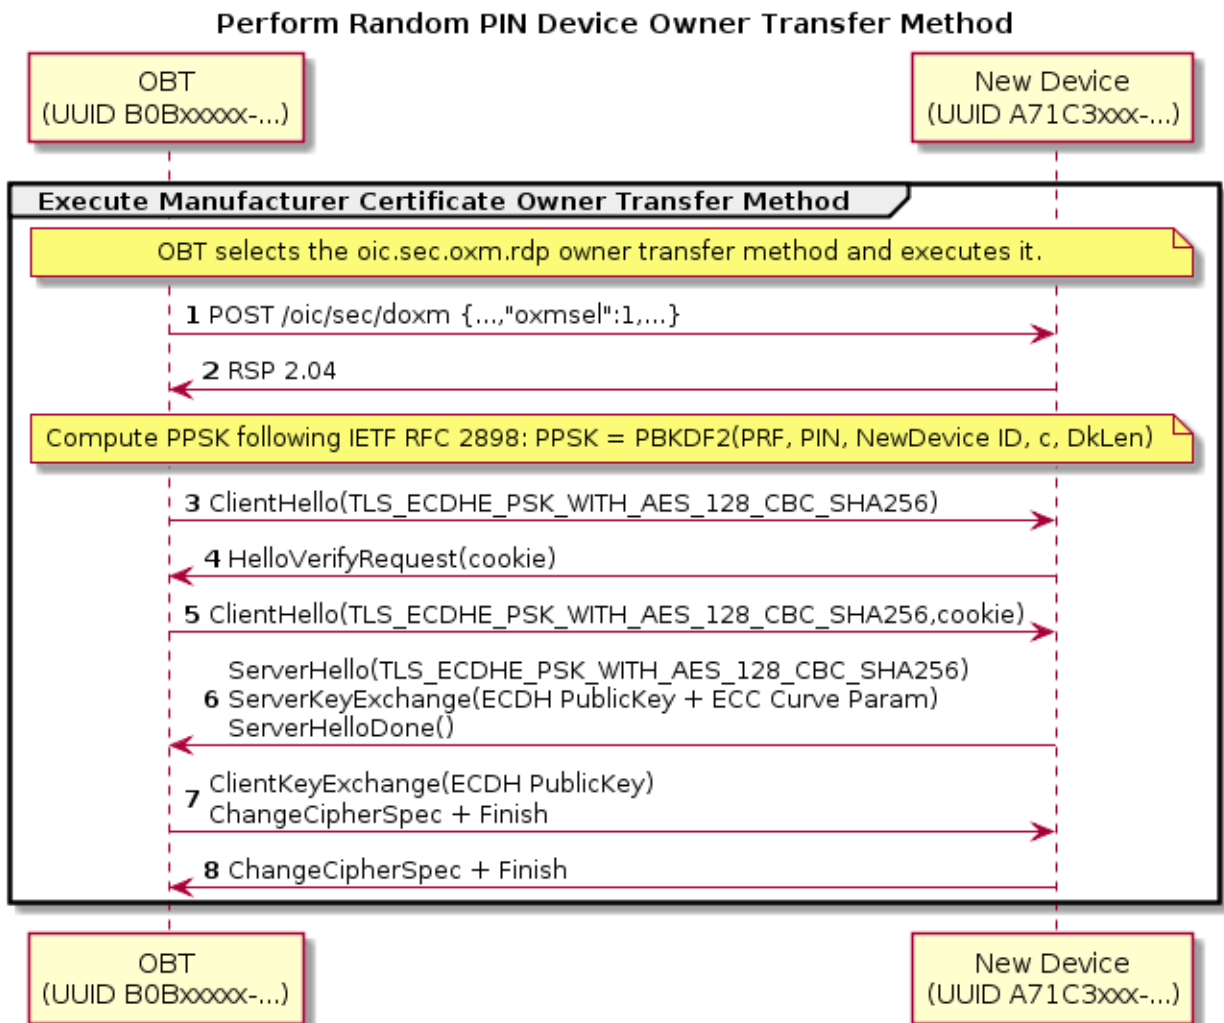 Perform Random PIN Device Owner Transfer Method
OBT
(UUID B0Bxxxxx-...)
New Device
(UUID A71C3xxx-...)
Execute Manufacturer Certificate Owner Transfer Method
OBT selects the oic.sec.oxm.rdp owner transfer method and executes it.
1 POST /oic/sec/doxm {...,"oxmsel":1,...}
2 RSP 2.04
Compute PPSK following IETF RFC 2898: PPSK = PBKDF2(PRF, PIN, NewDevice ID, c, DkLen)
3 ClientHello(TLS_ECDHE_PSK_WITH_AES_128_CBC_SHA256)
4 HelloVerifyRequest(cookie)
5 ClientHello(TLS_ECDHE_PSK_WITH_AES_128_CBC_SHA256,cookie)
ServerHello(TLS_ECDHE_PSK_WITH_AES_128_CBC_SHA256)
6 ServerKeyExchange(ECDH PublicKey + ECC Curve Param)
ServerHelloDone()
7 ClientKeyExchange(ECDH PublicKey)
ChangeCipherSpec + Finish
8 ChangeCipherSpec + Finish
OBT
(UUID B0Bxxxxx-...)
New Device
(UUID A71C3xxx-...)